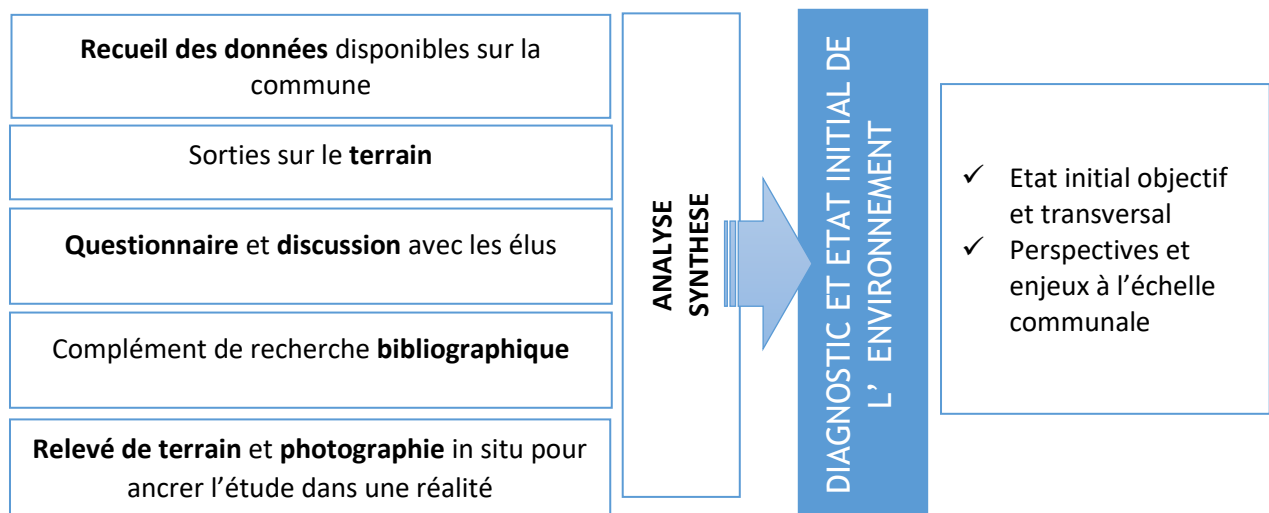 Recueil des données disponibles sur la
commune
Sorties sur le terrain
Questionnaire et discussion avec les élus
Complément de recherche bibliographique
Relevé de terrain et photographie in situ pour
ancrer l’étude dans une réalité
ANALYSE
SYNTHESE
DIAGNOSTIC ET ETAT INITIAL DE
L’ ENVIRONNEMENT
✓ Etat initial objectif
et transversal
✓ Perspectives et
enjeux à l’échelle
communale